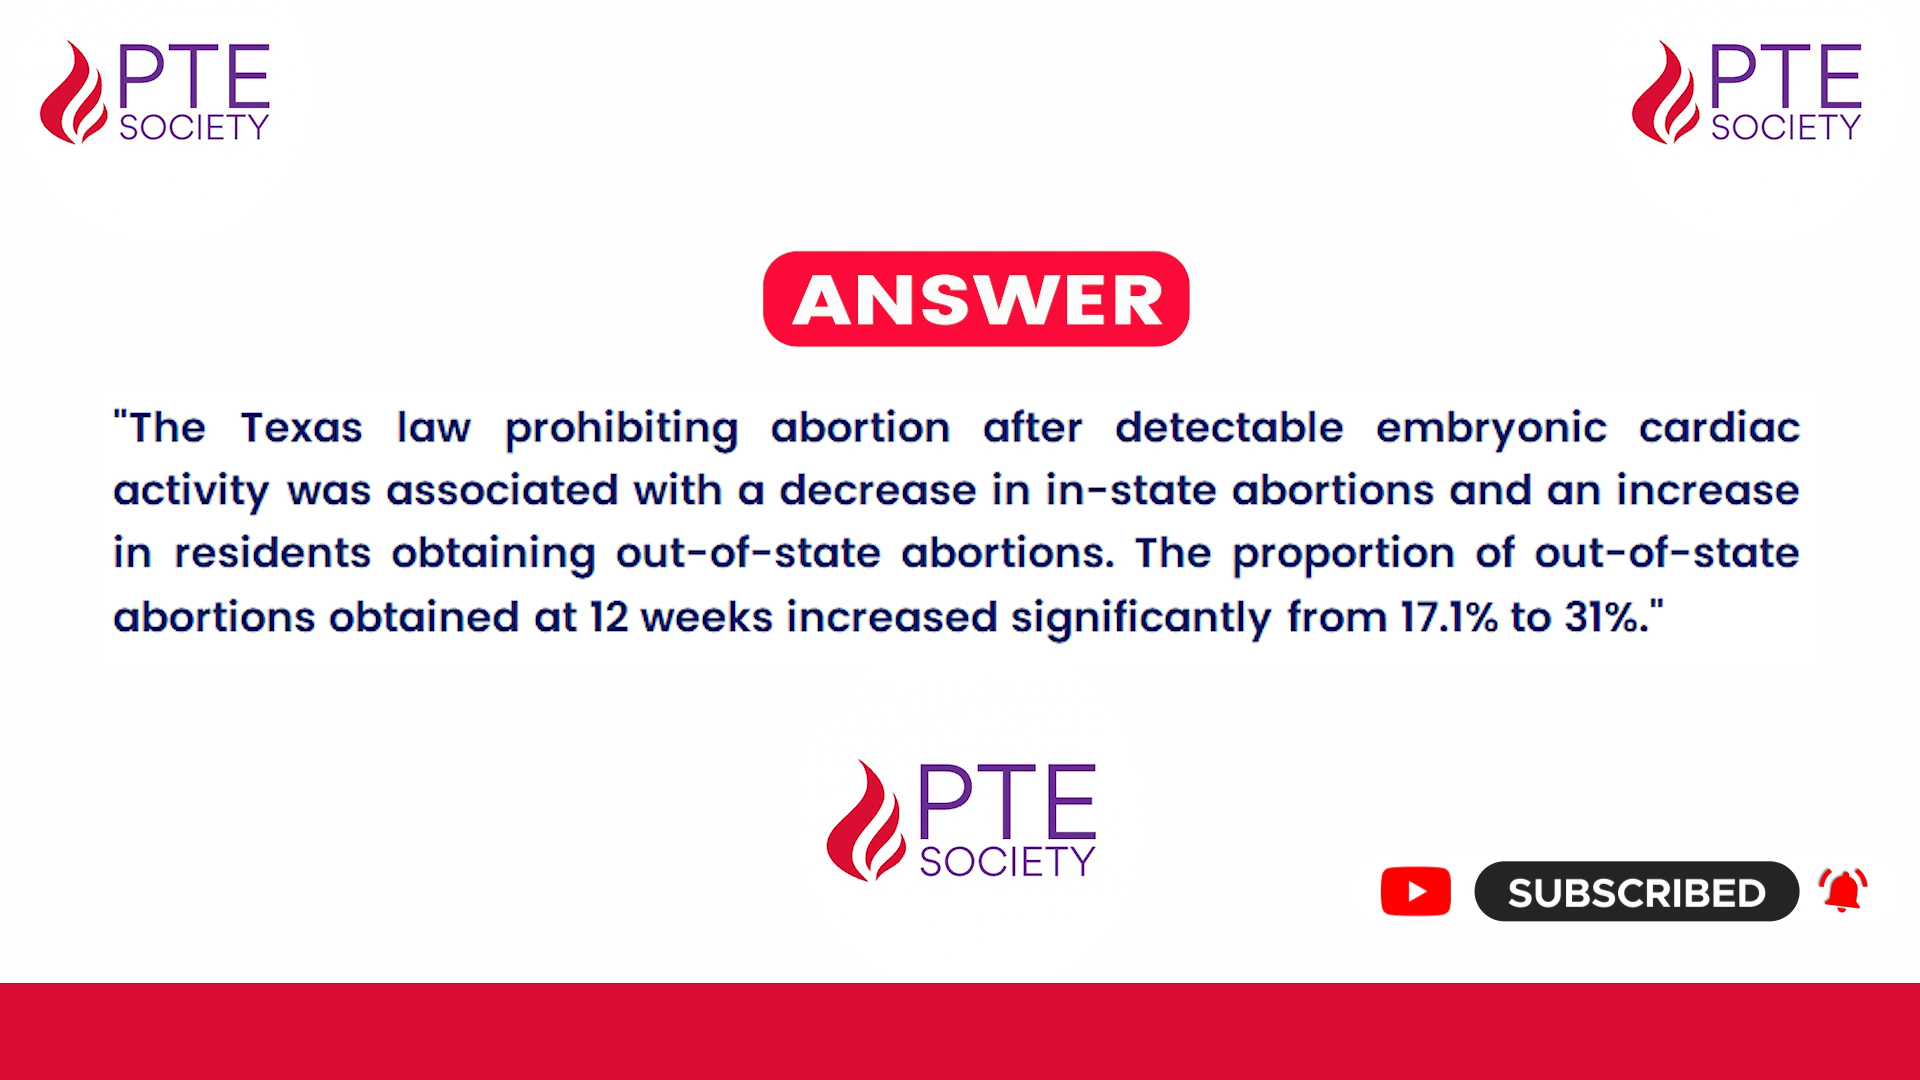 PTE
SOCIETY
PTE
SOCIETY
ANSWER
"The Texas law prohibiting abortion after detectable embryonic cardiac
activity was associated with a decrease in in-state abortions and an increase
in residents obtaining out-of-state abortions. The proportion of out-of-state
abortions obtained at 12 weeks increased significantly from 17.1% to 31%."
PTE
SOCIETY
SUBSCRIBED